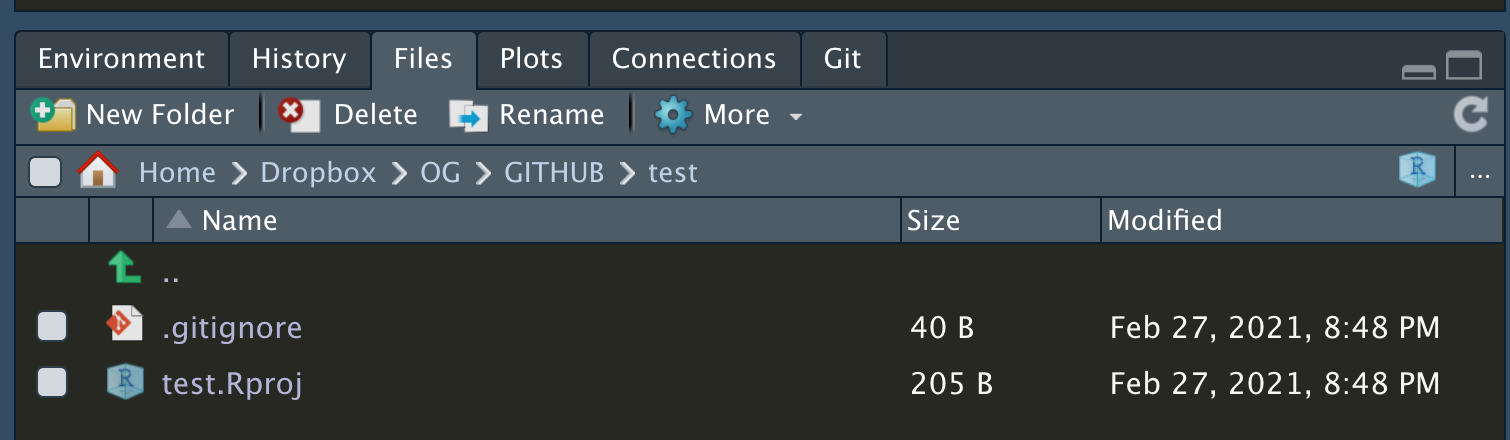 Environment History Files Plots Connections Git
New Folder Delete Rename More
Home Dropbox OG GITHUB test R ...
Name Size Modified
..
.gitignore 40 B Feb 27, 2021, 8:48 PM
R test.Rproj 205 B Feb 27, 2021, 8:48 PM